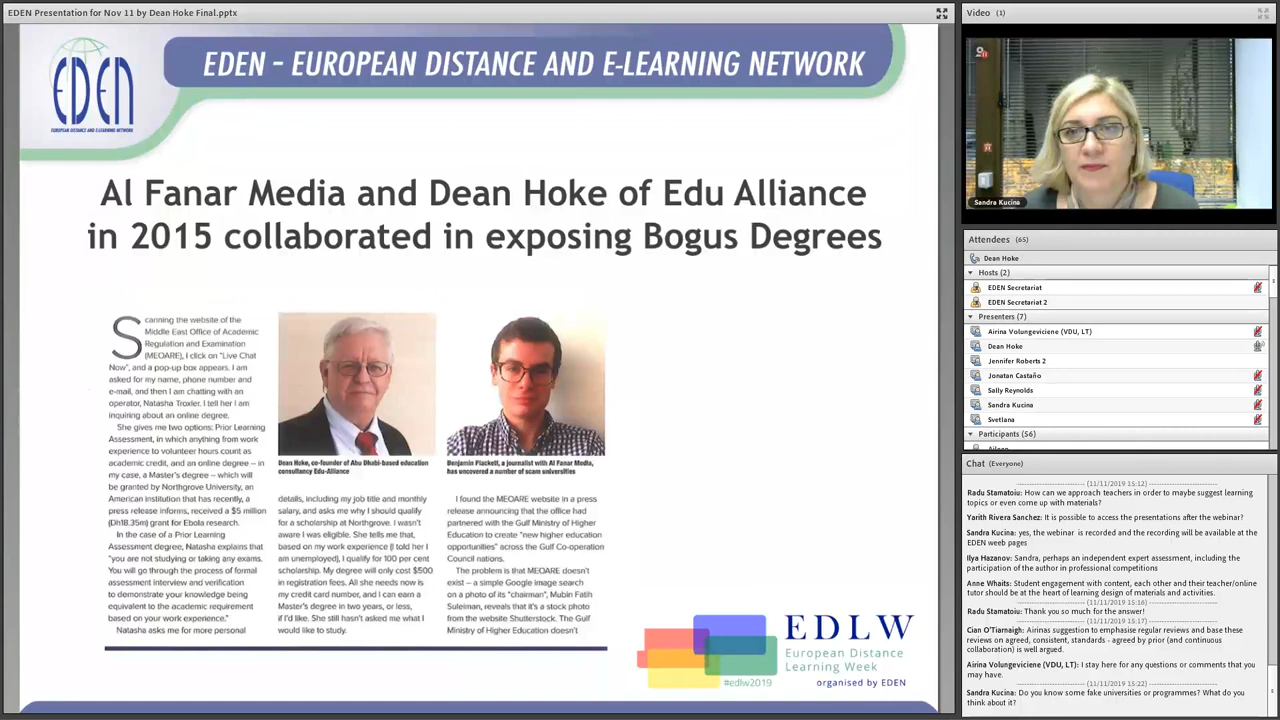 EDEN Presentation for Nov 11 by Dean Hoke Final.pptx
EDEN
EUROPEAN DISTANCE AND E-LEARNING NETWORK
EDEN - EUROPEAN DISTANCE AND E-LEARNING NETWORK
Al Fanar Media and Dean Hoke of Edu Alliance
in 2015 collaborated in exposing Bogus Degrees
Scanning the website of the
Middle East Office of Academic
Regulation and Examination
(MEOARE), I click on "Live Chat
Now", and a pop-up box appears. I am
asked for my name, phone number and
e-mail, and then I am chatting with an
operator, Natasha Troxler. I tell her I am
inquiring about an online degree.
She gives me two options: Prior Learning
Assessment, in which anything from work
experience to volunteer hours count as
academic credit, and an online degree – in
my case, a Master's degree – which will
be granted by Northgrove University, an
American institution that has recently, a
press release informs, received a $5 million
(Dh18.35m) grant for Ebola research.
In the case of a Prior Learning
Assessment degree, Natasha explains that
"you are not studying or taking any exams.
You will go through the process of formal
assessment interview and verification
to demonstrate your knowledge being
equivalent to the academic requirement
based on your work experience."
Natasha asks me for more personal
Dean Hoke, co-founder of Abu Dhabi-based education
consultancy Edu-Alliance
details, including my job title and monthly
salary, and asks me why I should qualify
for a scholarship at Northgrove. I wasn't
aware I was eligible. She tells me that,
based on my work experience (I told her I
am unemployed), I qualify for 100 per cent
scholarship. My degree will only cost $500
in registration fees. All she needs now is
my credit card number, and I can earn a
Master's degree in two years, or less,
if I'd like. She still hasn't asked me what I
would like to study.
Benjamin Plackett, a journalist with Al Fanar Media,
has uncovered a number of scam universities
I found the MEOARE website in a press
release announcing that the office had
partnered with the Gulf Ministry of Higher
Education to create "new higher education
opportunities" across the Gulf Co-operation
Council nations.
The problem is that MEOARE doesn't
exist – a simple Google image search
on a photo of its "chairman", Mubin Fatih
Suleiman, reveals that it's a stock photo
from the website Shutterstock. The Gulf
Ministry of Higher Education doesn't
EDLW
European Distance
Learning Week
#edlw2019
organised by EDEN
Video (1)
Sandra Kucina
Attendees (65)
Dean Hoke
Hosts (2)
EDEN Secretariat
EDEN Secretariat 2
Presenters (7)
Airina Volungeviciene (VDU, LT)
Dean Hoke
Jennifer Roberts 2
Jonatan Castaño
Sally Reynolds
Sandra Kucina
Svetlana
Participants (56)
Chat (Everyone)
(11/11/2019 15:12)
Radu Stamatoiu: How can we approach teachers in order to maybe suggest learning
topics or even come up with materials?
Yarith Rivera Sanchez: It is possible to access the presentations after the webinar?
Sandra Kucina: yes, the webinar is recorded and the recording will be available at the
EDEN weeb pages
Ilya Hazanov: Sandra, perhaps an independent expert assessment, including the
participation of the author in professional competitions
Anne Whaits: Student engagement with content, each other and their teacher/online
tutor should be at the heart of learning design of materials and activities.
(11/11/2019 15:16)
Radu Stamatoiu: Thank you so much for the answer!
(11/11/2019 15:17)
Cian O'Tiarnaigh: Airinas suggestion to emphasise regular reviews and base these
reviews on agreed, consistent, standards - agreed by prior (and continuous
collaboration) is well argued.
Airina Volungeviciene (VDU, LT): I stay here for any questions or comments that you
may have.
(11/11/2019 15:22)
Sandra Kucina: Do you know some fake universities or programmes? What do you
think about it?